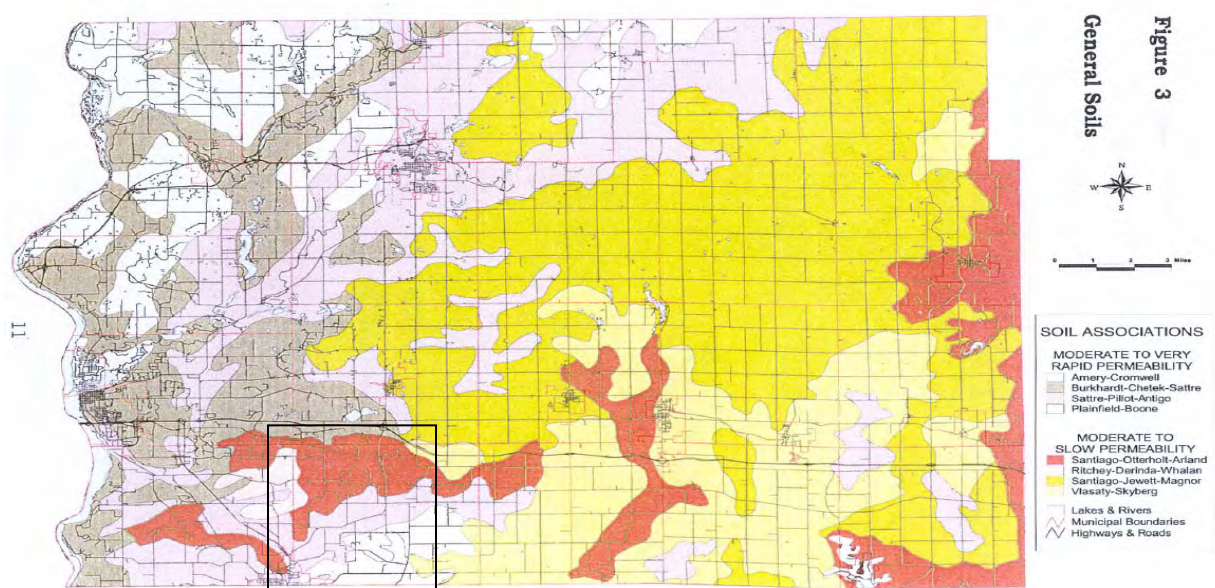 Figure 3
General Soils
N
W E
S
0 1 2 3 Miles
SOIL ASSOCIATIONS
MODERATE TO VERY
RAPID PERMEABILITY
Amery-Cromwell
Burkhardt-Chetek-Sattre
Sattre-Pillot-Antigo
Plainfield-Boone
MODERATE TO
SLOW PERMEABILITY
Santiago-Otterholt-Arland
Ritchey-Derinda-Whalan
Santiago-Jewett-Magnor
Vlasaty-Skyberg
Lakes & Rivers
Municipal Boundaries
Highways & Roads
11